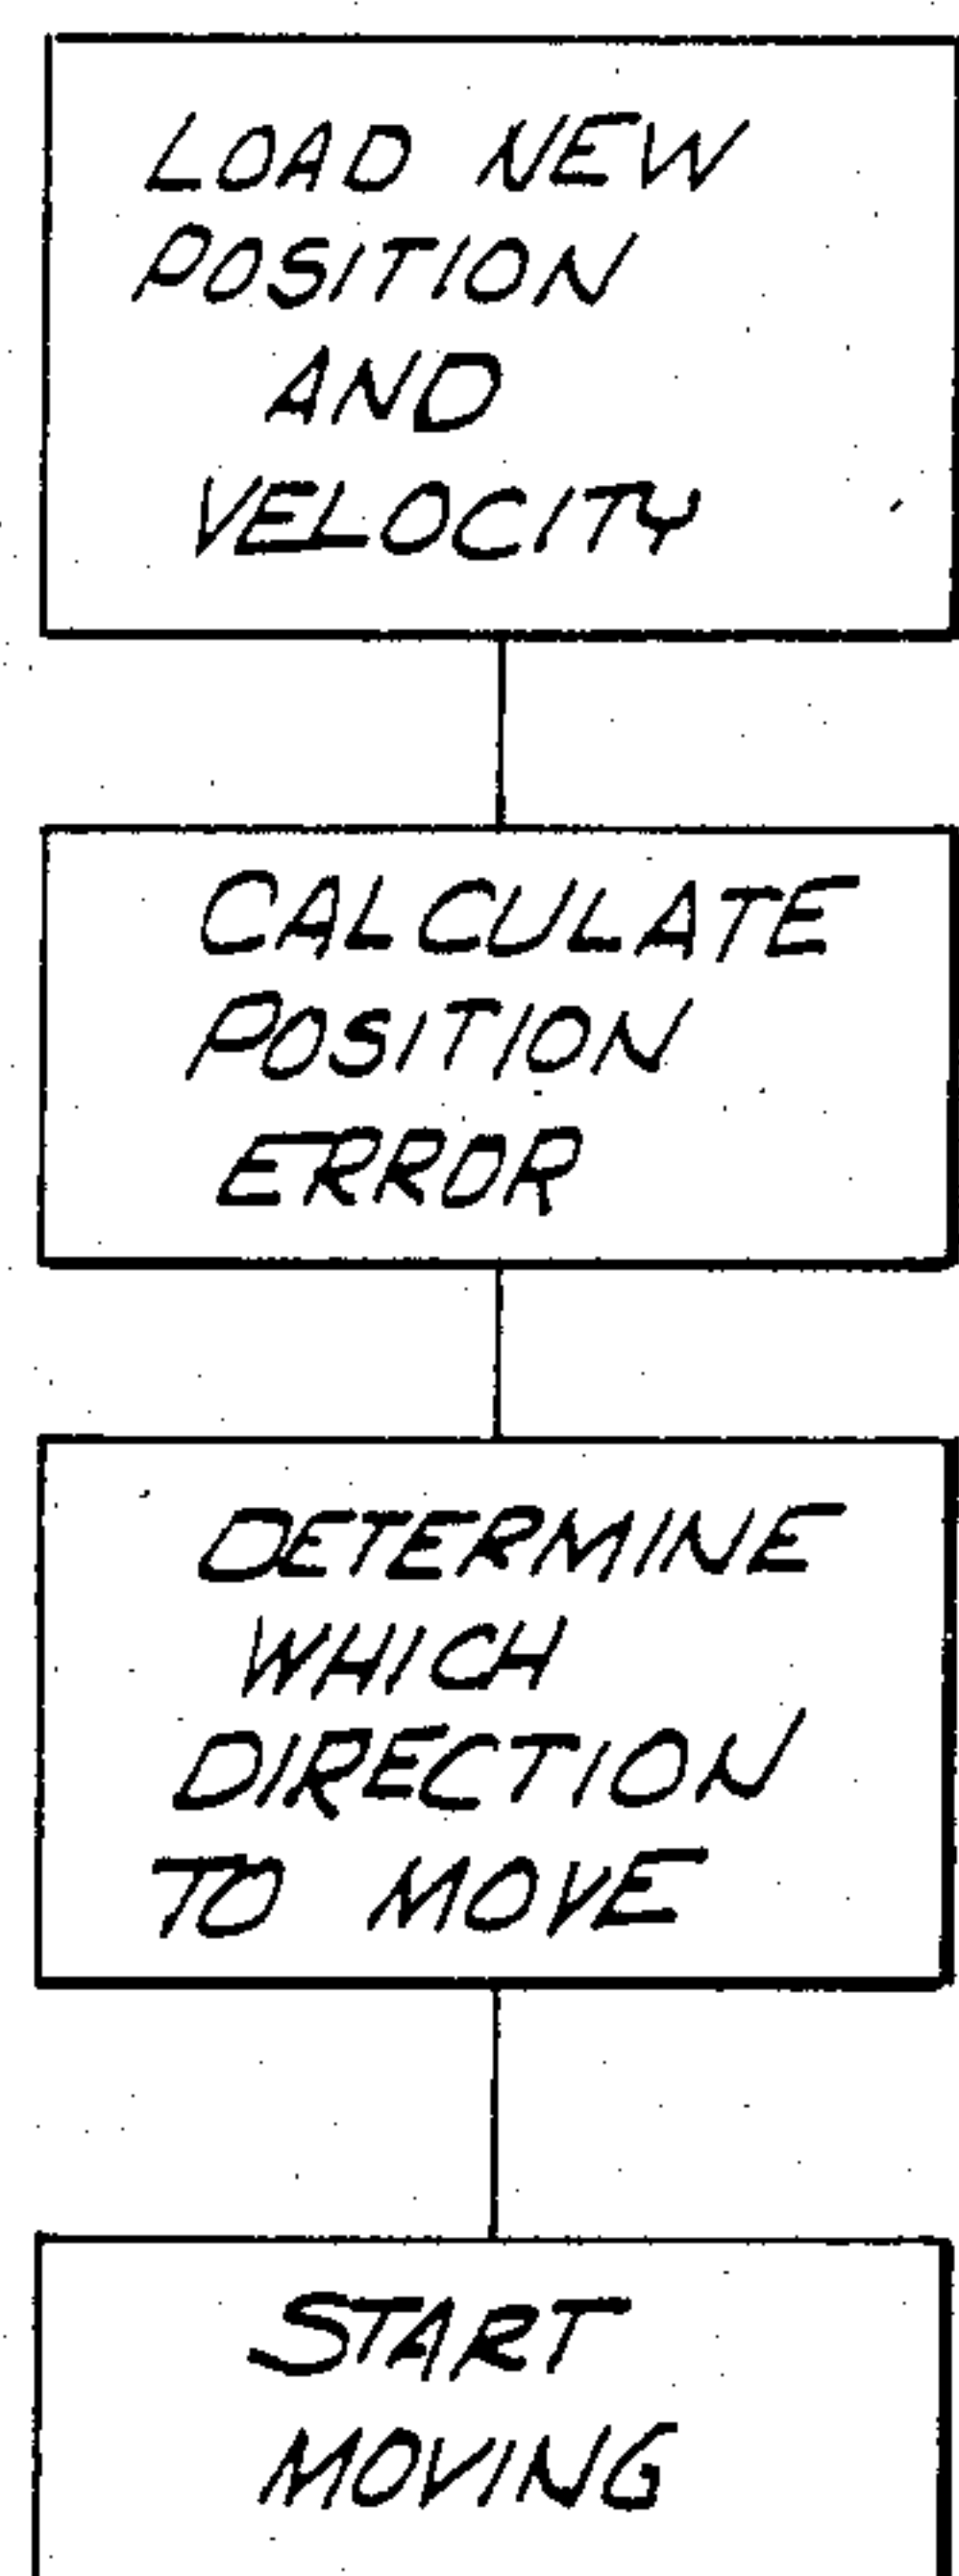 LOAD NEW
POSITION
AND
VELOCITY
CALCULATE
POSITION
ERROR
DETERMINE
WHICH
DIRECTION
TO MOVE
START
MOVING